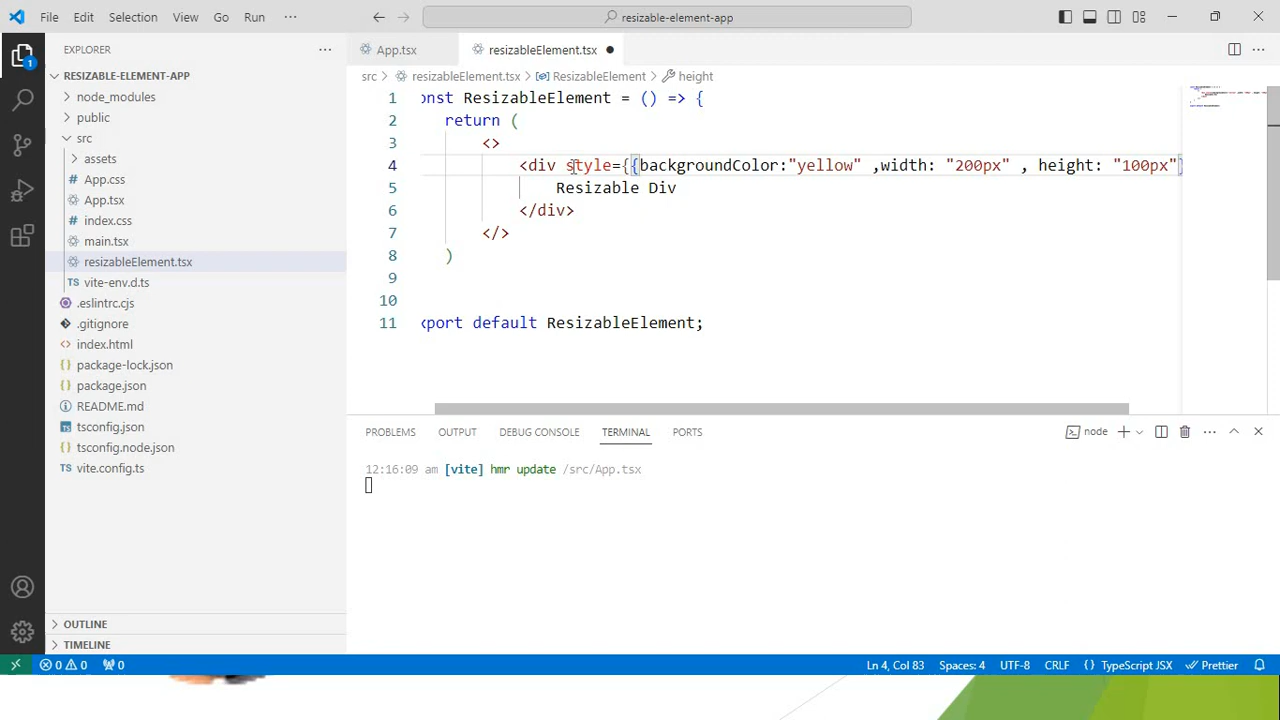 File Edit Selection View Go Run ··· resizable-element-app
EXPLORER ···
RESIZABLE-ELEMENT-APP
node_modules
public
src
assets
App.css
App.tsx
index.css
main.tsx
resizableElement.tsx
TS vite-env.d.ts
.eslintrc.cjs
.gitignore
<> index.html
{} package-lock.json
{} package.json
README.md
tsconfig.json
tsconfig.node.json
TS vite.config.ts
OUTLINE
TIMELINE
1
App.tsx resizableElement.tsx
src > resizableElement.tsx > ResizableElement > height
1 onst ResizableElement = () => {
2 return (
3 <>
4 <div style={{backgroundColor:"yellow" ,width: "200px" , height: "100px"}
5 Resizable Div
6 </div>
7 </>
8 )
9
10
11 xport default ResizableElement;
PROBLEMS OUTPUT DEBUG CONSOLE TERMINAL PORTS node
12:16:09 am [vite] hmr update /src/App.tsx
0 0 0 Ln 4, Col 83 Spaces: 4 UTF-8 CRLF {} TypeScript JSX Prettier